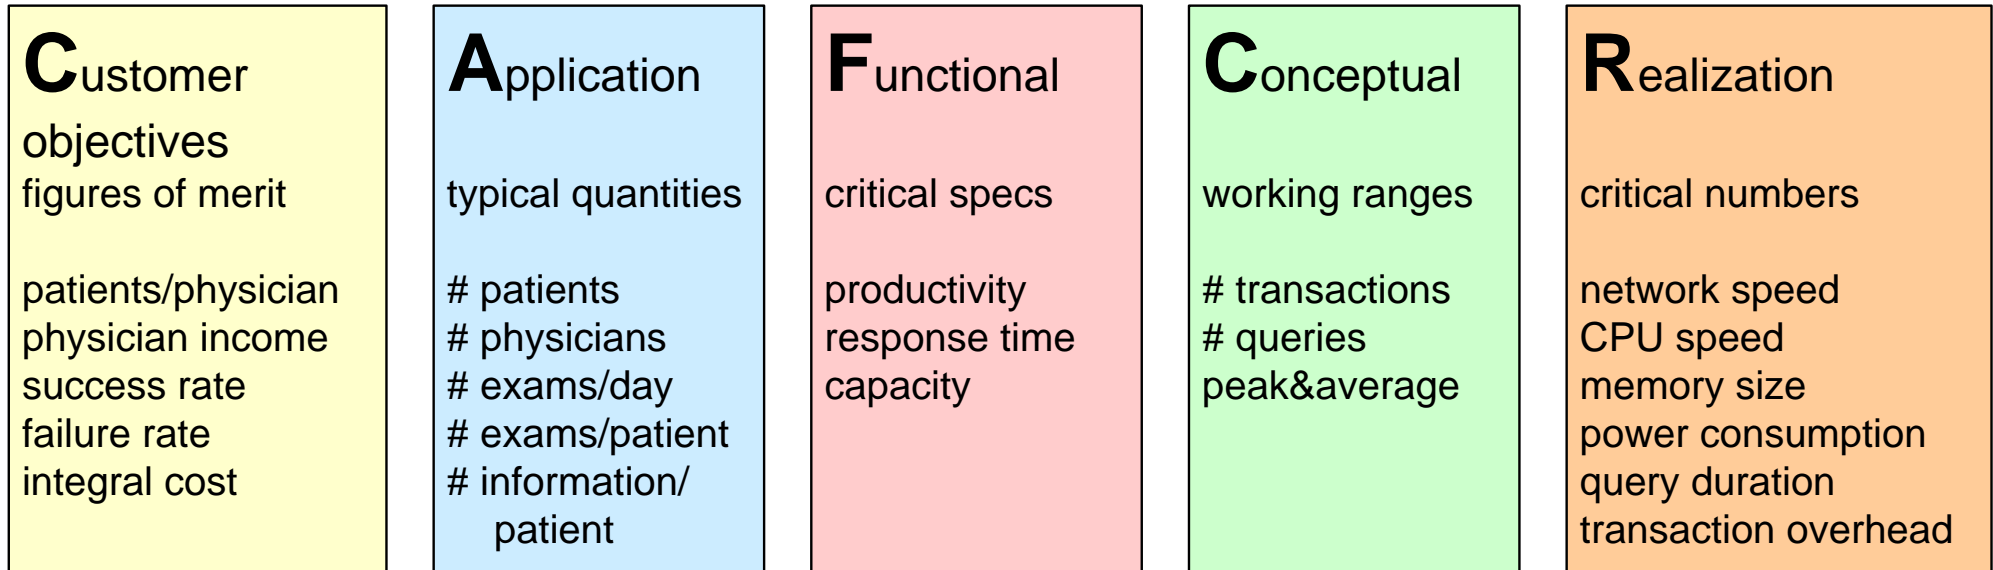 Customer
objectives
figures of merit
patients/physician
physician income
success rate
failure rate
integral cost
Application
typical quantities
# patients
# physicians
# exams/day
# exams/patient
# information/
patient
Functional
critical specs
productivity
response time
capacity
Conceptual
working ranges
# transactions
# queries
peak&average
Realization
critical numbers
network speed
CPU speed
memory size
power consumption
query duration
transaction overhead